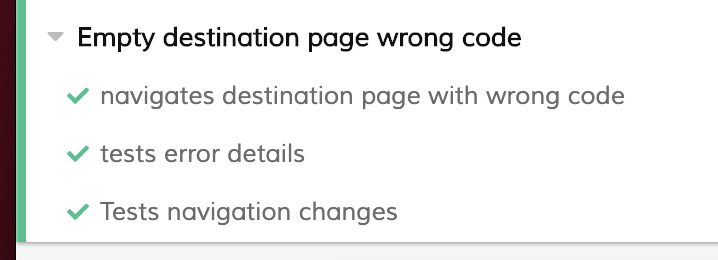 Empty destination page wrong code
navigates destination page with wrong code
tests error details
Tests navigation changes